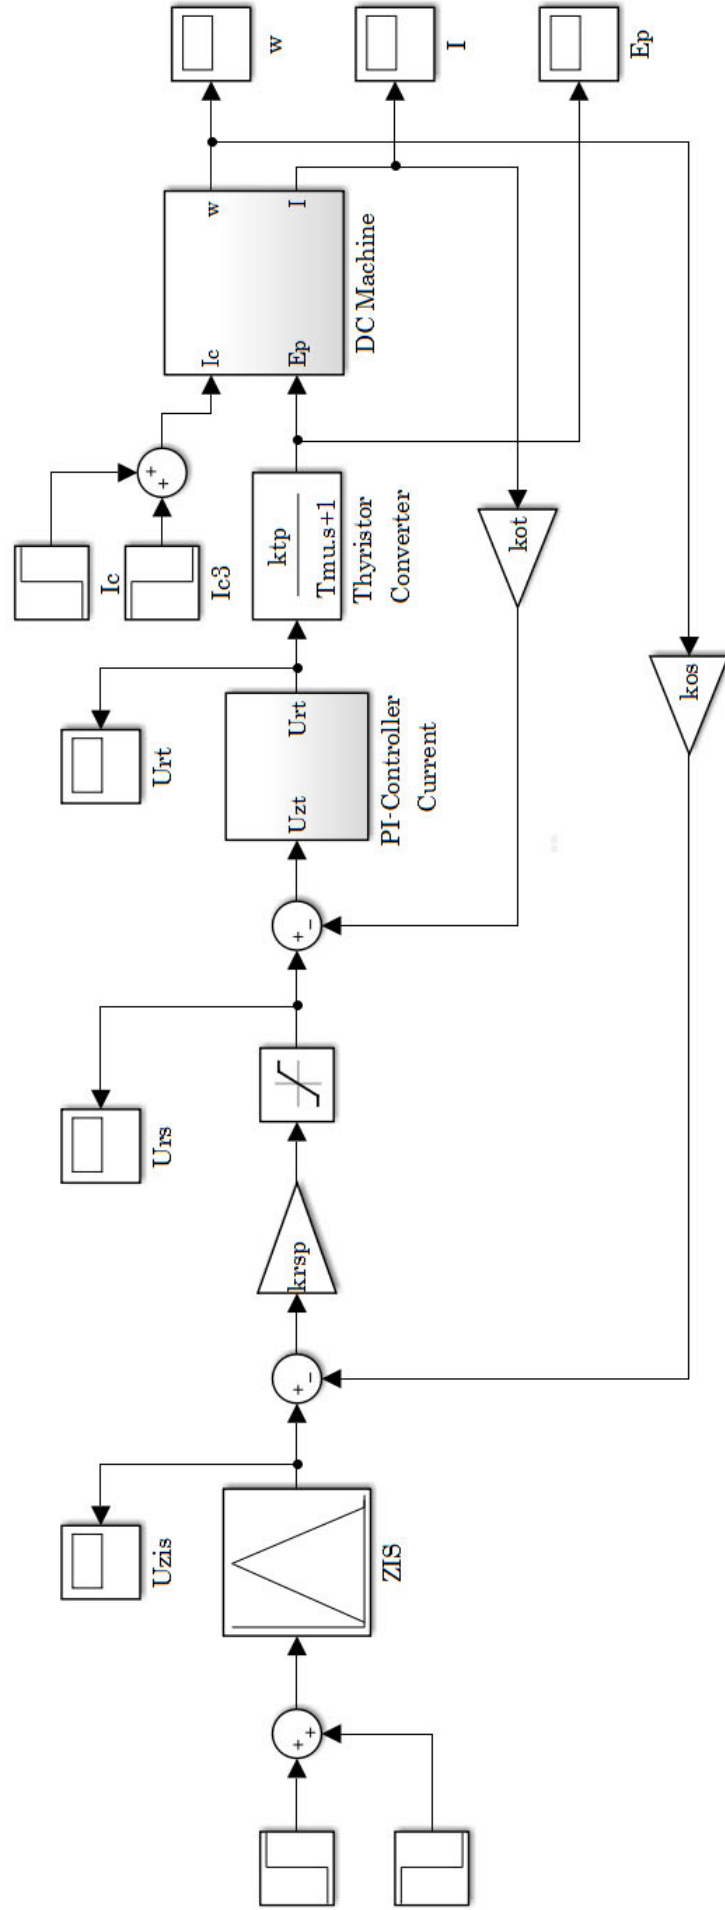 Uzis
ZIS
+
+
+
-
krsp
Urs
+
-
Uzt
Urt
PI-Controller
Current
Urt
ktp
Tmu.s+1
Thyristor
Converter
Ic
Ic3
+
+
Ic
Ep
w
I
DC Machine
w
I
Ep
kot
kos